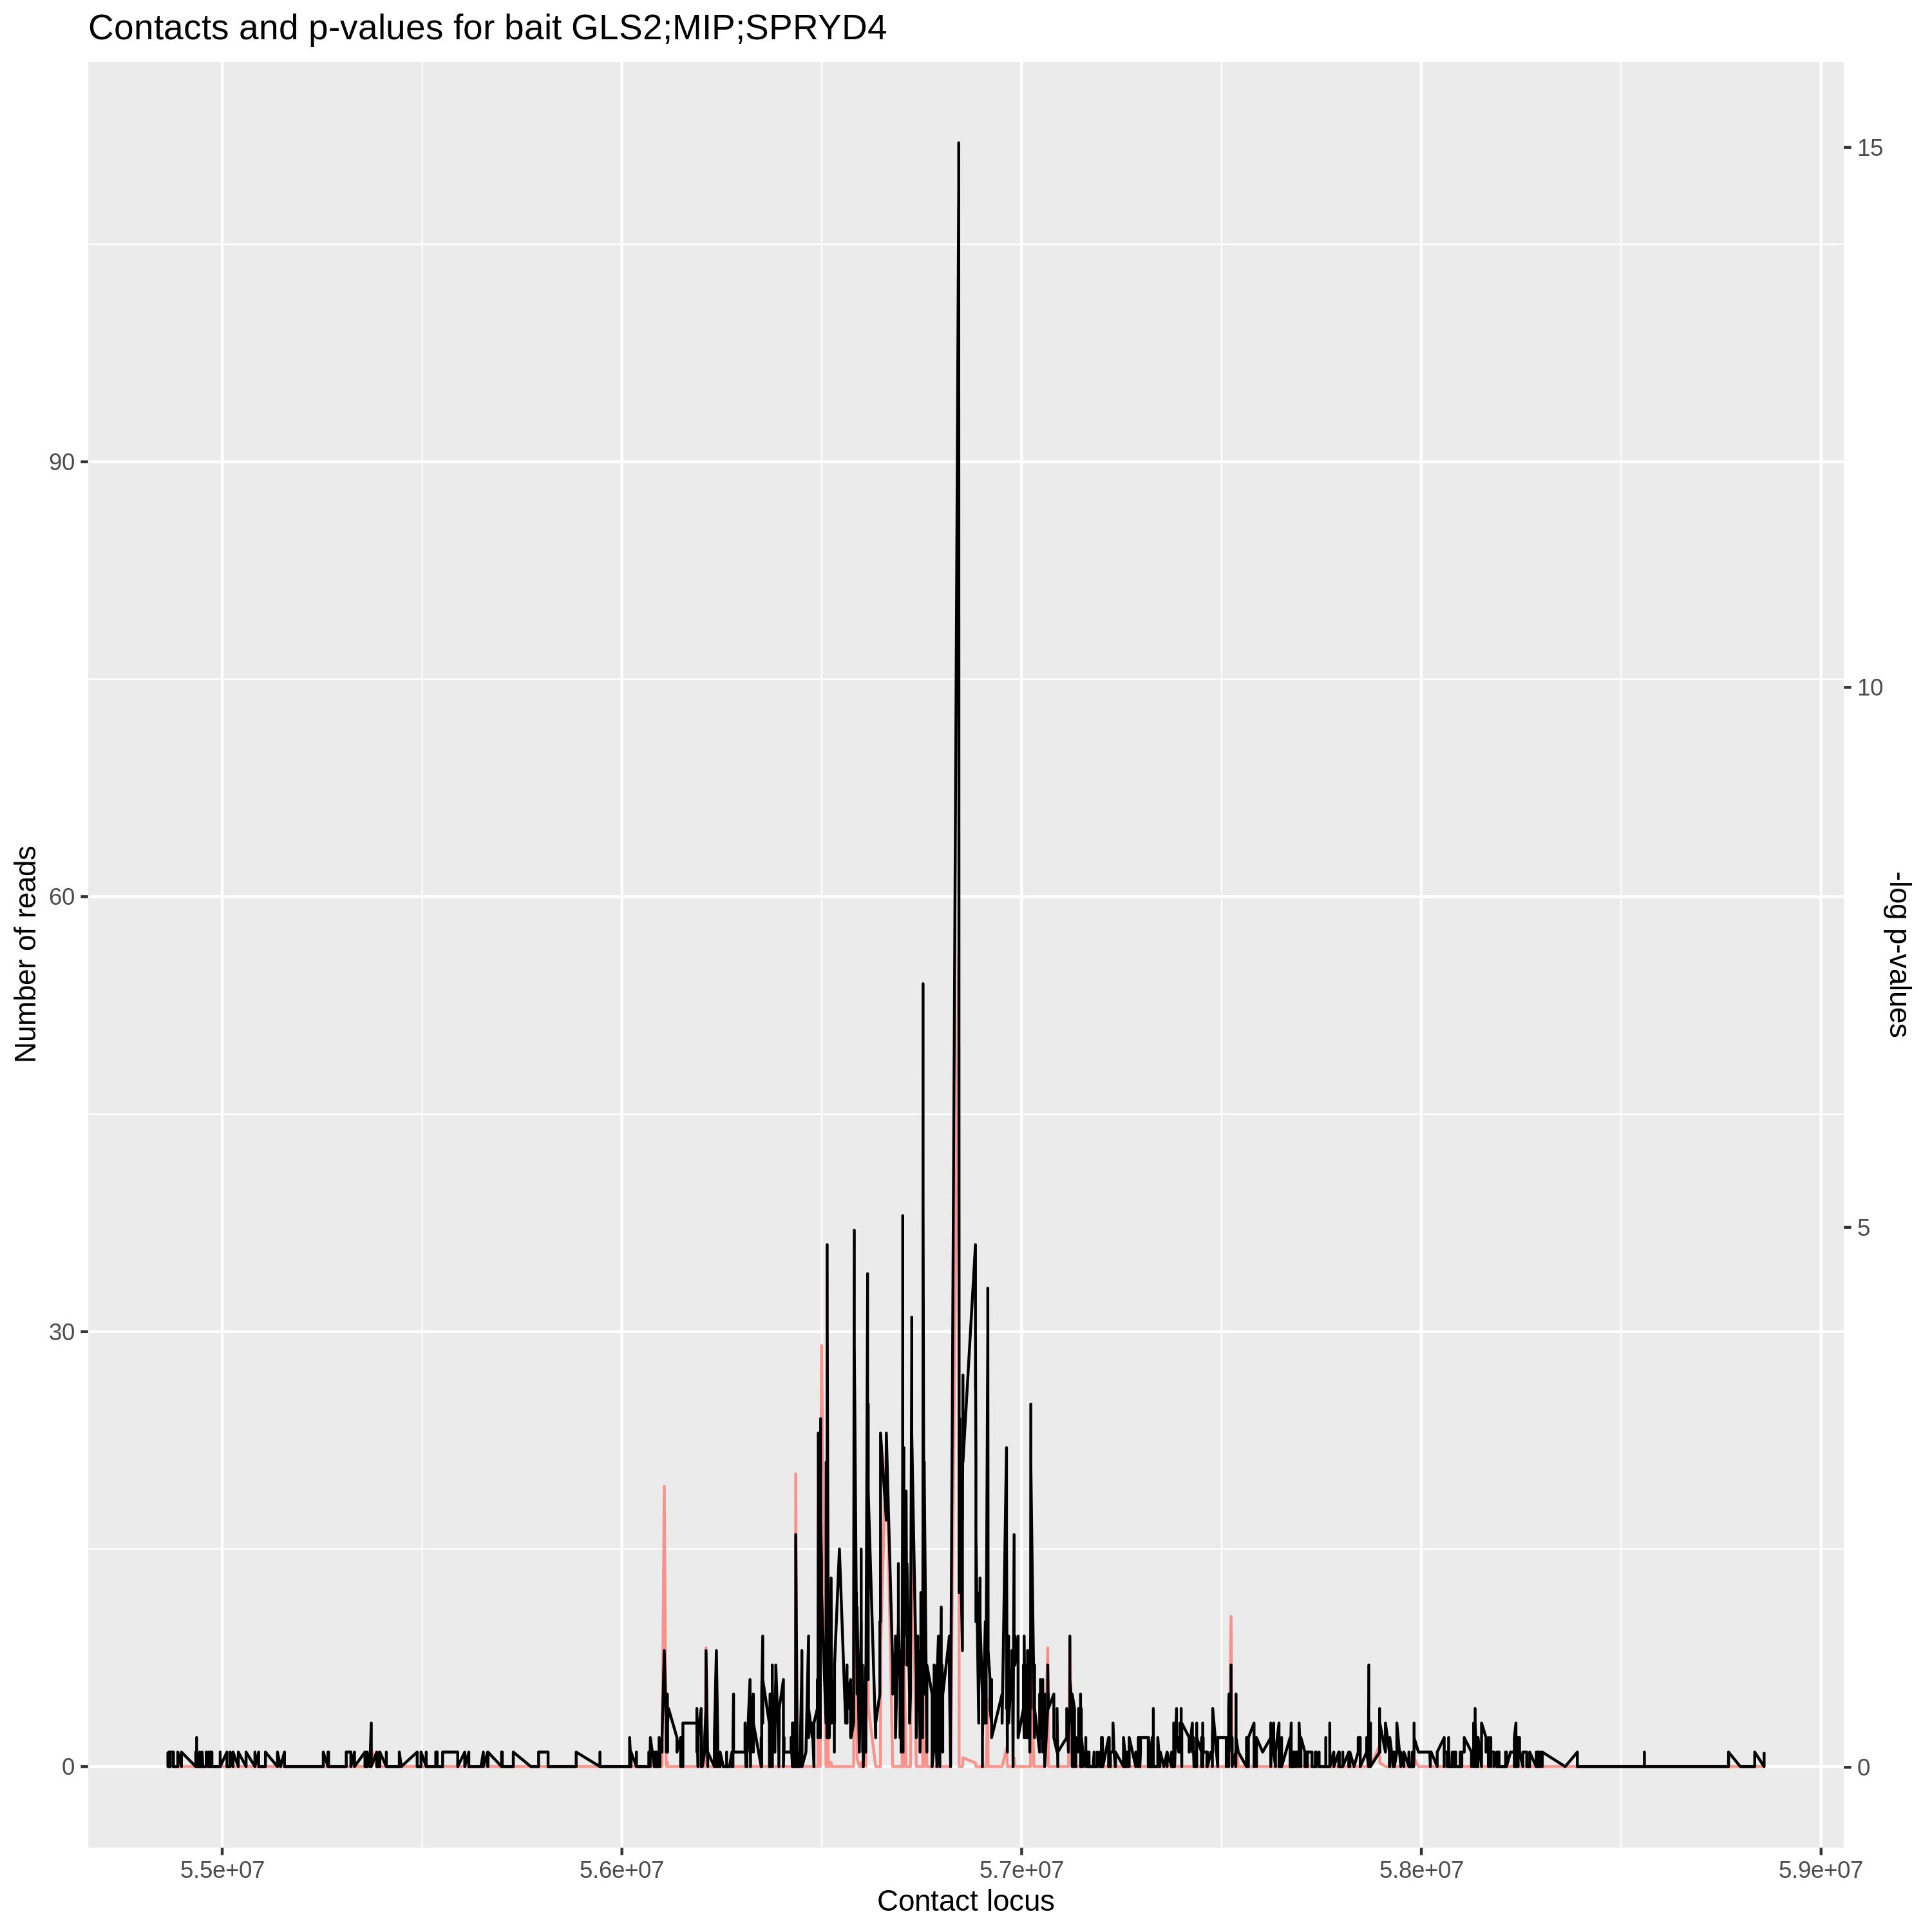 Contacts and p-values for bait GLS2;MIP;SPRYD4
Number of reads
90
60
30
0
15
10
5
0
-log p-values
5.5e+07
5.6e+07
5.7e+07
5.8e+07
5.9e+07
Contact locus